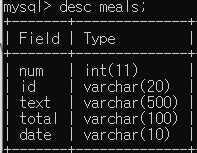 mysql> desc meals;
+-------+--------------+
| Field | Type         |
+-------+--------------+
| num   | int(11)      |
| id    | varchar(20)  |
| text  | varchar(500) |
| total | varchar(100) |
| date  | varchar(10)  |
+-------+--------------+